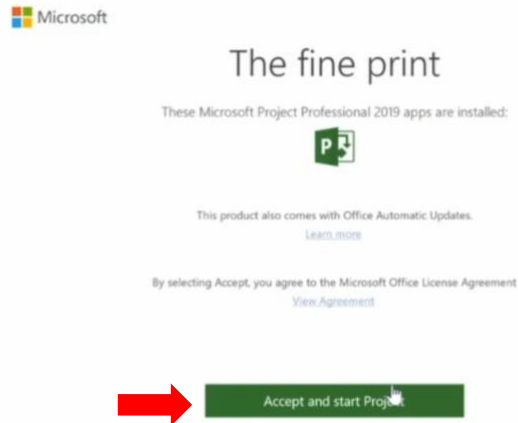 Microsoft
The fine print
These Microsoft Project Professional 2019 apps are installed:
P
This product also comes with Office Automatic Updates.
Learn more
By selecting Accept, you agree to the Microsoft Office License Agreement
View Agreement
Accept and start Project